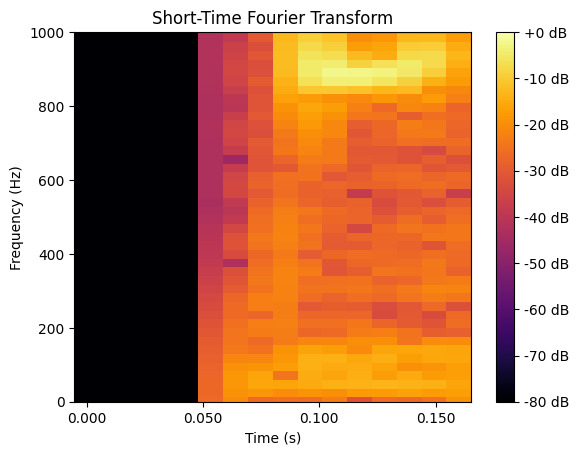 Short-Time Fourier Transform
Frequency (Hz)
1000
800
600
400
200
0
0.000
0.050
0.100
0.150
Time (s)
+0 dB
-10 dB
-20 dB
-30 dB
-40 dB
-50 dB
-60 dB
-70 dB
-80 dB